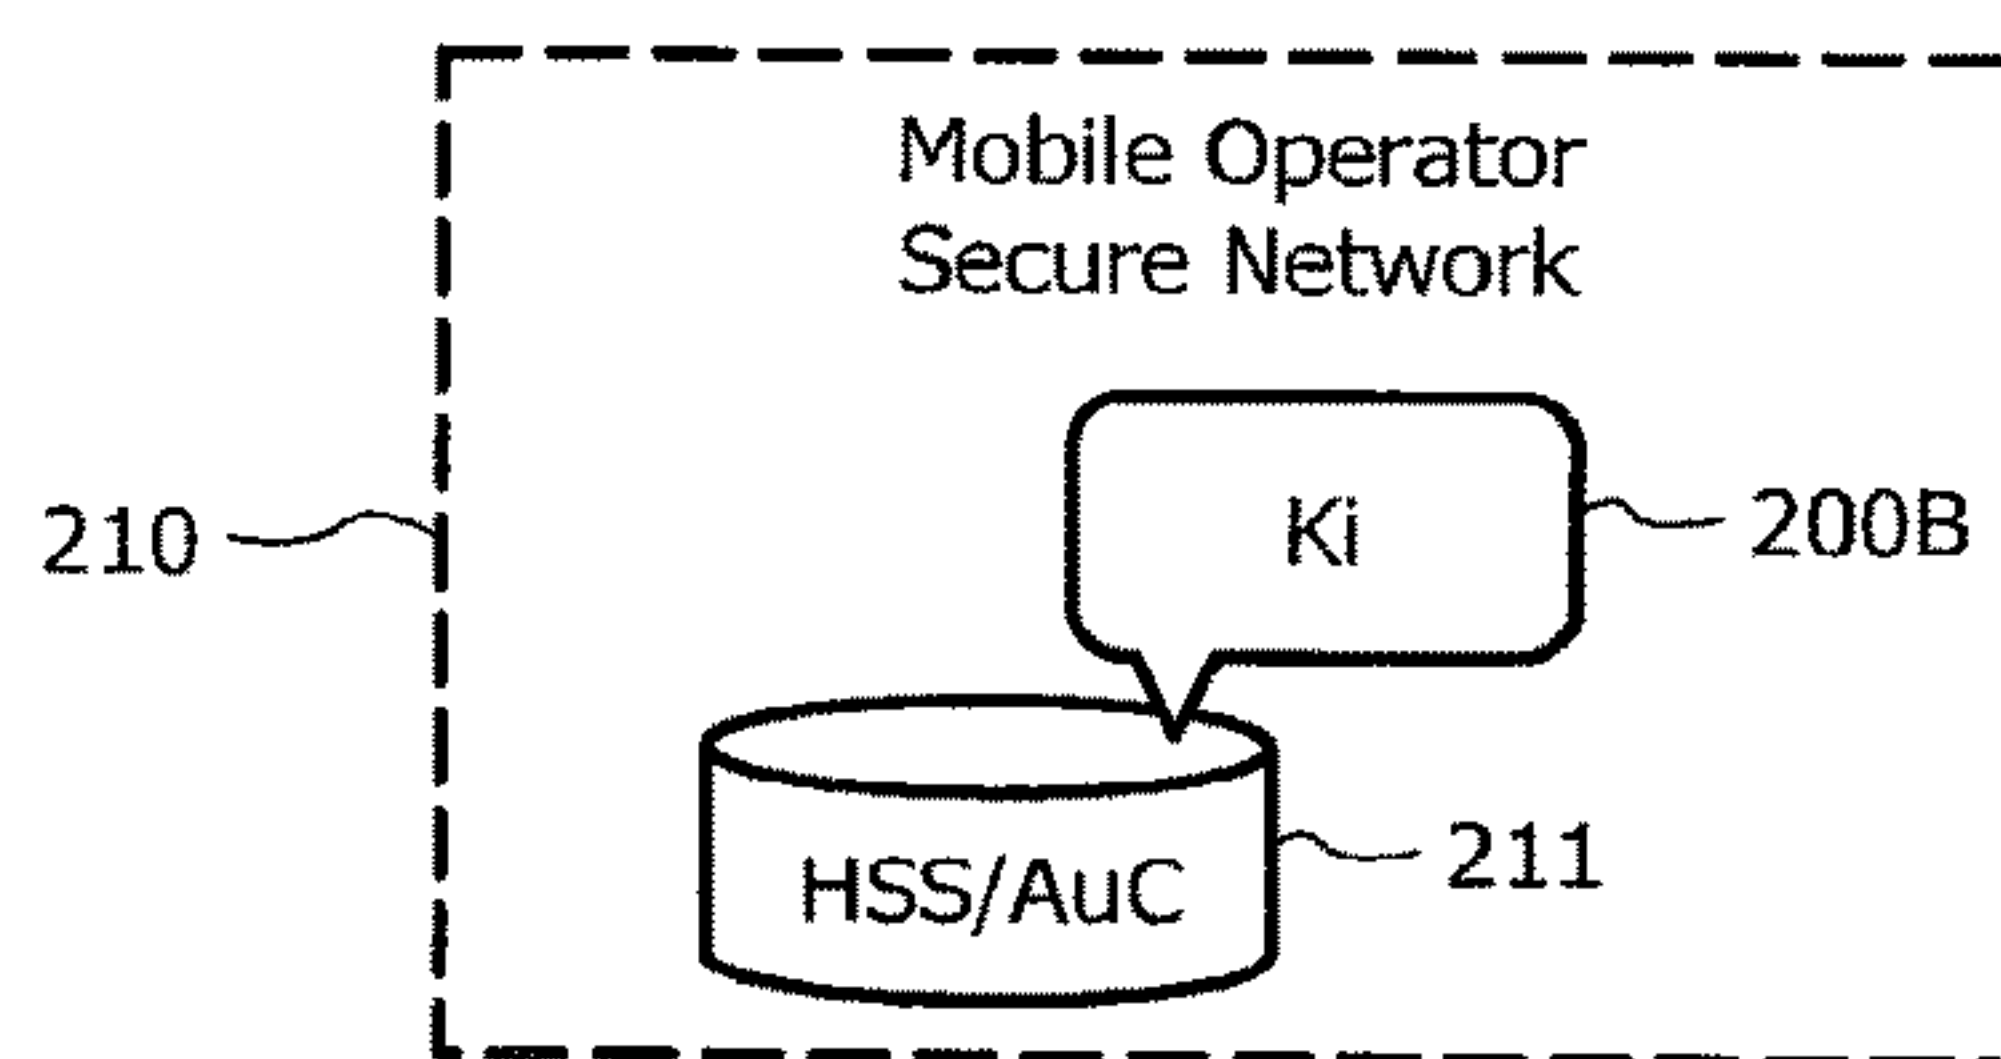 Mobile Operator
Secure Network
Ki
210
200B
HSS/AuC
211